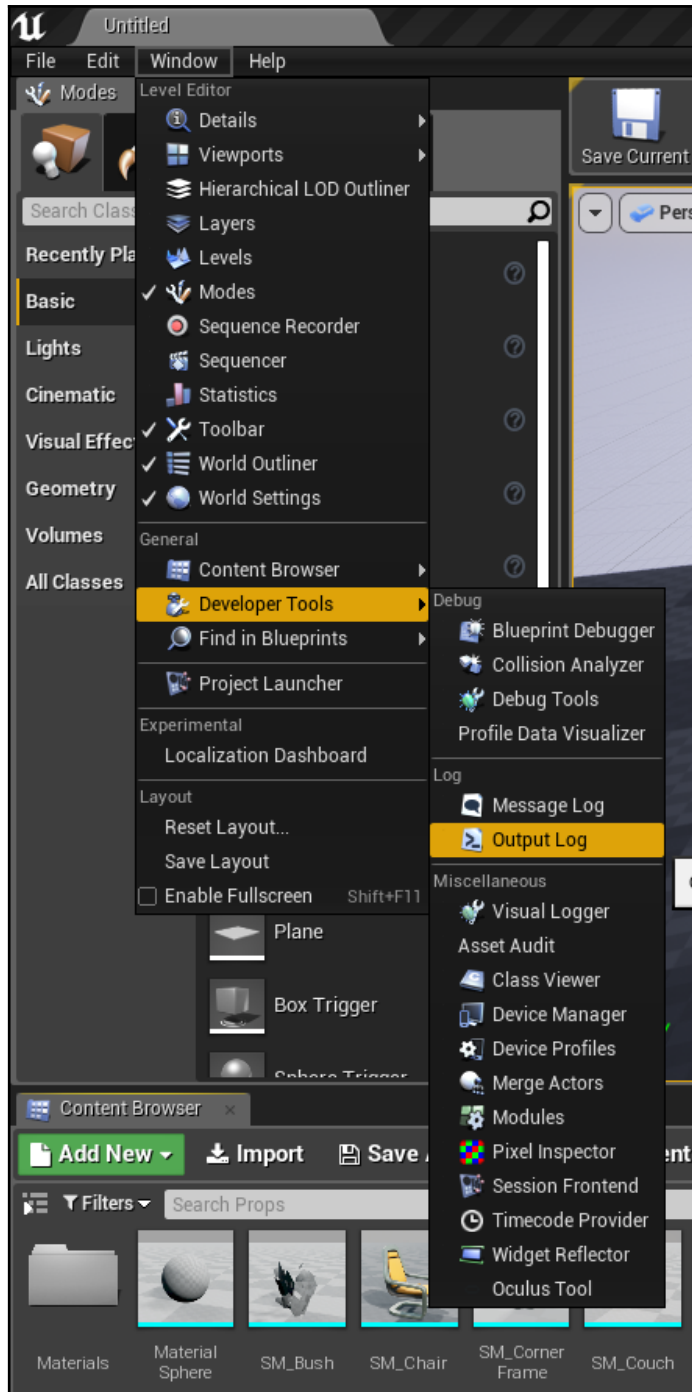 Untitled
File Edit Window Help
Modes
Level Editor
Details
Viewports
Hierarchical LOD Outliner
Layers
Levels
Modes
Sequence Recorder
Sequencer
Statistics
Toolbar
World Outliner
World Settings
General
Content Browser
Developer Tools
Find in Blueprints
Project Launcher
Experimental
Localization Dashboard
Layout
Reset Layout...
Save Layout
Enable Fullscreen Shift+F11
Save Current
Pers
Search Clas
Recently Pla
Basic
Lights
Cinematic
Visual Effec
Geometry
Volumes
All Classes
Debug
Blueprint Debugger
Collision Analyzer
Debug Tools
Profile Data Visualizer
Log
Message Log
Output Log
Miscellaneous
Visual Logger
Asset Audit
Class Viewer
Device Manager
Device Profiles
Merge Actors
Modules
Pixel Inspector
Session Frontend
Timecode Provider
Widget Reflector
Oculus Tool
Plane
Box Trigger
Sphere Trigger
Content Browser
Add New Import Save
ent
Filters Search Props
Materials
Material
Sphere
SM_Bush
SM_Chair
SM_Corner
Frame
SM_Couch